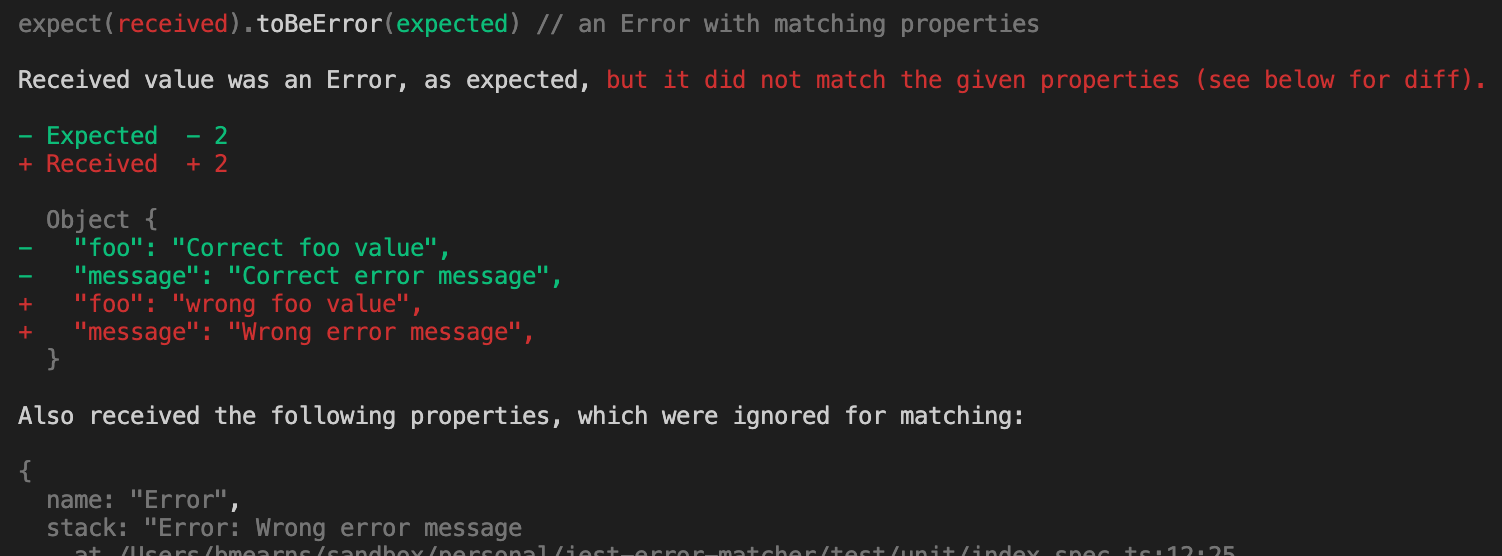 expect(received).toBeError(expected) // an Error with matching properties
Received value was an Error, as expected, but it did not match the given properties (see below for diff).
- Expected  - 2
+ Received  + 2
  Object {
-   "foo": "Correct foo value",
-   "message": "Correct error message",
+   "foo": "wrong foo value",
+   "message": "Wrong error message",
  }
Also received the following properties, which were ignored for matching:
{
  name: "Error",
  stack: "Error: Wrong error message
    at /Users/bmearns/sandbox/personal/jest-error-matcher/test/unit/index.spec.ts:12:25